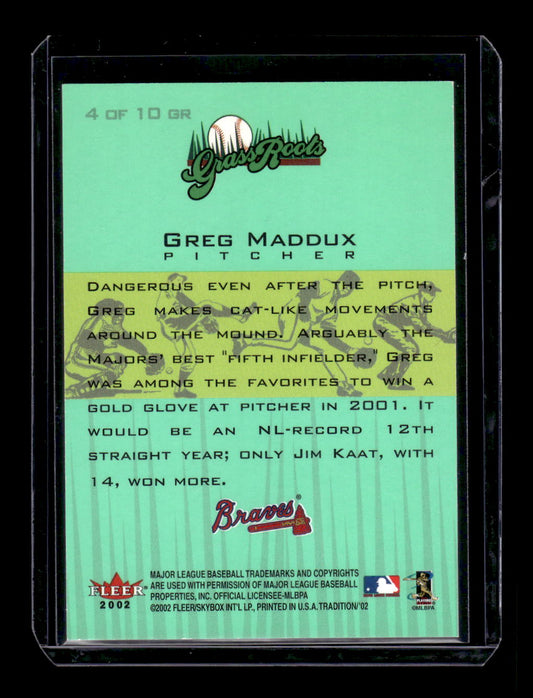 4 OF 10 GR
GrassRoots
GREG MADDUX
PITCHER
DANGEROUS EVEN AFTER THE PITCH,
GREG MAKES CAT-LIKE MOVEMENTS
AROUND THE MOUND. ARGUABLY THE
MAJORS' BEST "FIFTH INFIELDER," GREG
WAS AMONG THE FAVORITES TO WIN A
GOLD GLOVE AT PITCHER IN 2001. IT
WOULD BE AN NL-RECORD 12TH
STRAIGHT YEAR; ONLY JIM KAAT, WITH
14, WON MORE.
Braves®
FLEER®
2002
MAJOR LEAGUE BASEBALL TRADEMARKS AND COPYRIGHTS
ARE USED WITH PERMISSION OF MAJOR LEAGUE BASEBALL
PROPERTIES, INC. OFFICIAL LICENSEE-MLBPA
©2002 FLEER/SKYBOX INT'L LP., PRINTED IN U.S.A. TRADITION/'02
©MLBPA